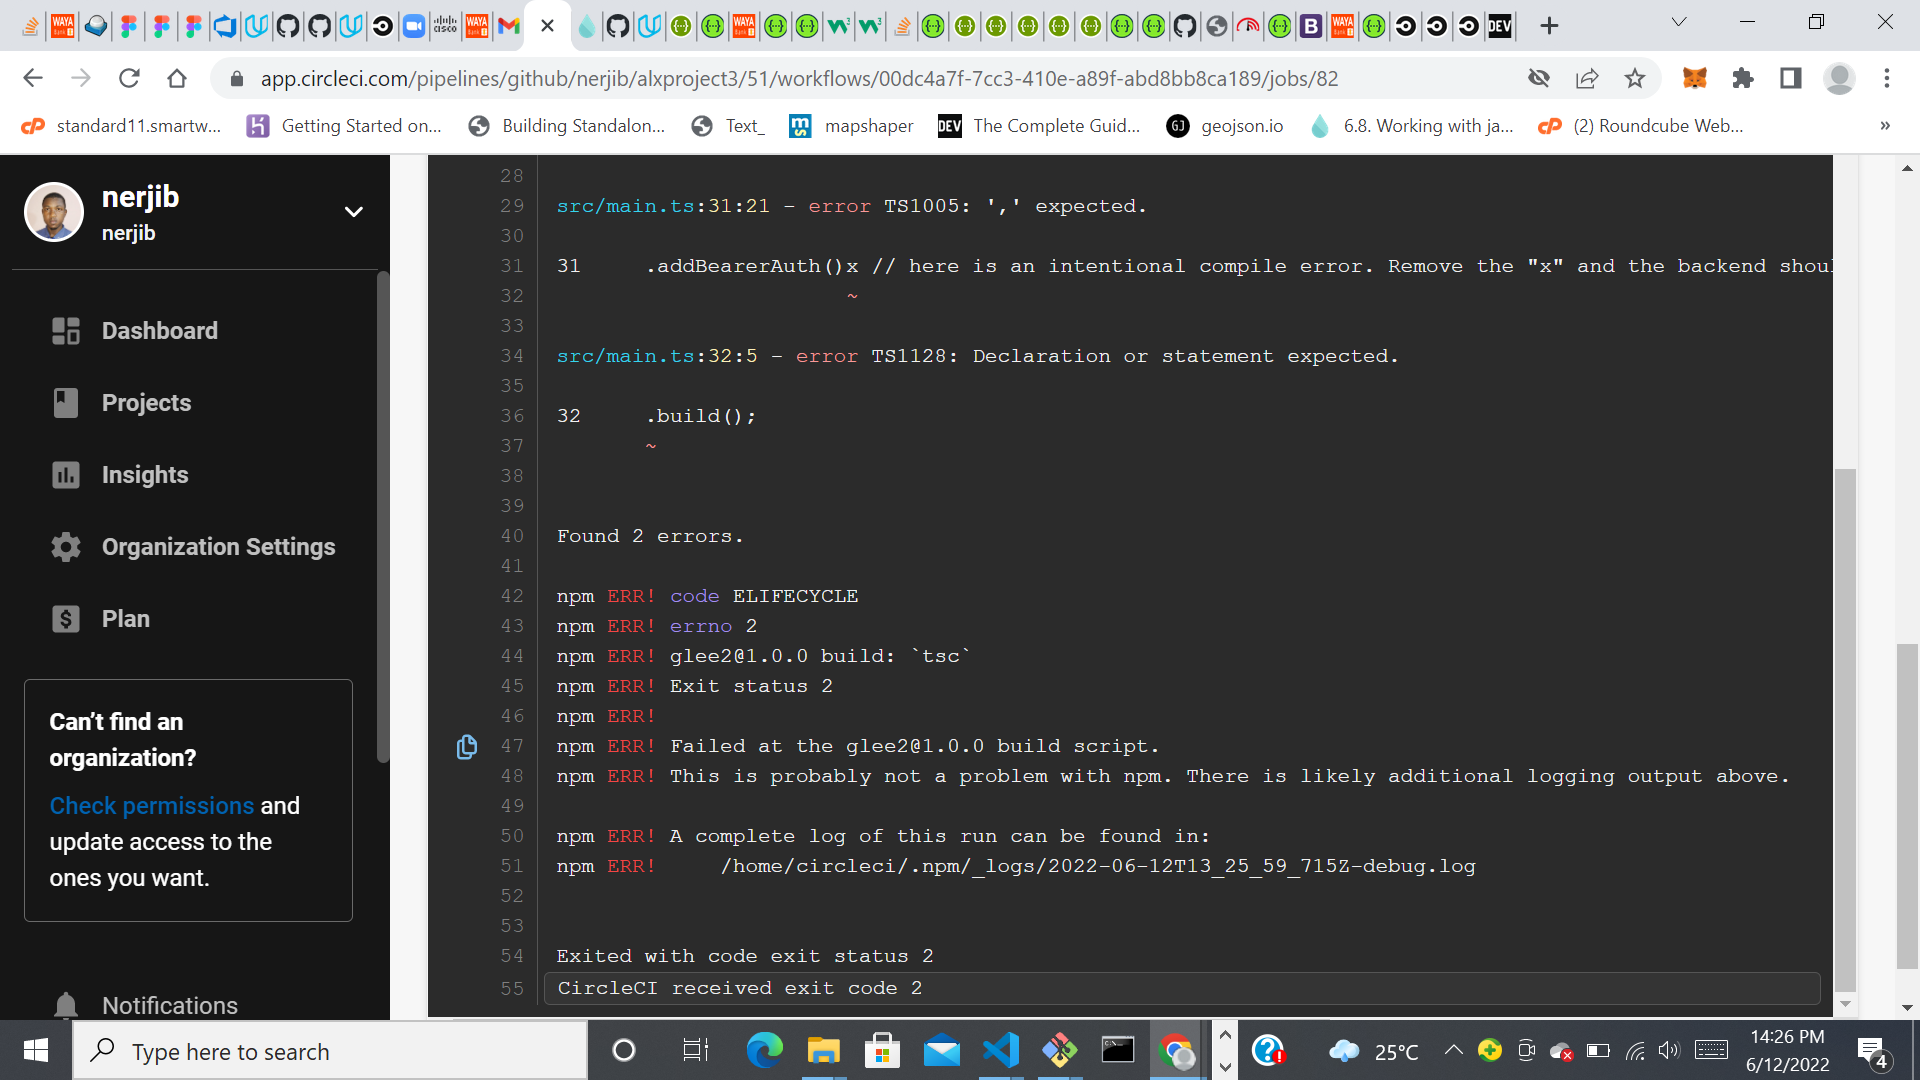 app.circleci.com/pipelines/github/nerjib/alxproject3/51/workflows/00dc4a7f-7cc3-410e-a89f-abd8bb8ca189/jobs/82
standard11.smartw...
Getting Started on...
Building Standalon...
Text_
mapshaper
DEV The Complete Guid...
geojson.io
6.8. Working with ja...
(2) Roundcube Web...
»
nerjib
nerjib
Dashboard
Projects
Insights
Organization Settings
Plan
Can't find an
organization?
Check permissions and
update access to the
ones you want.
Notifications
28
29 src/main.ts:31:21 - error TS1005: ',' expected.
30
31 31 .addBearerAuth()x // here is an intentional compile error. Remove the "x" and the backend shoul
32 ~
33
34 src/main.ts:32:5 - error TS1128: Declaration or statement expected.
35
36 32 .build();
37 ~
38
39
40 Found 2 errors.
41
42 npm ERR! code ELIFECYCLE
43 npm ERR! errno 2
44 npm ERR! glee2@1.0.0 build: `tsc`
45 npm ERR! Exit status 2
46 npm ERR!
47 npm ERR! Failed at the glee2@1.0.0 build script.
48 npm ERR! This is probably not a problem with npm. There is likely additional logging output above.
49
50 npm ERR! A complete log of this run can be found in:
51 npm ERR! /home/circleci/.npm/_logs/2022-06-12T13_25_59_715Z-debug.log
52
53
54 Exited with code exit status 2
55 CircleCI received exit code 2
Type here to search
25°C
14:26 PM
6/12/2022
4